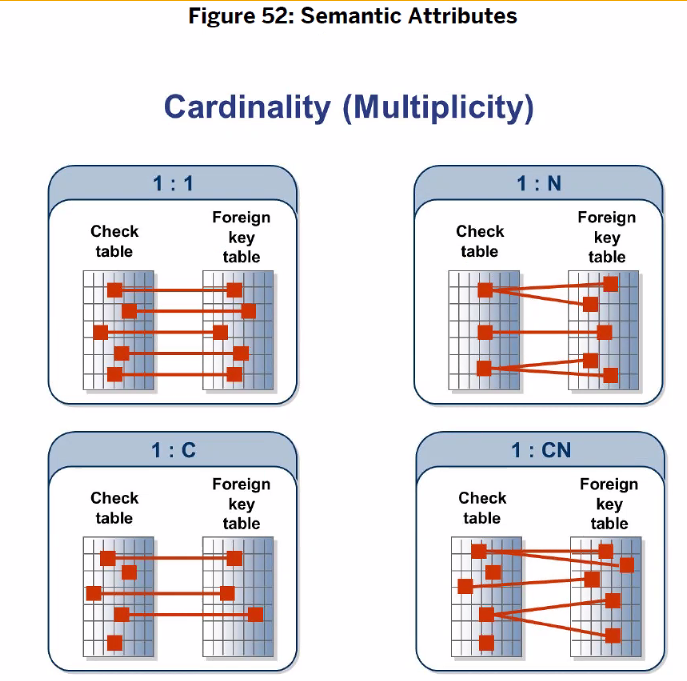 Figure 52: Semantic Attributes
Cardinality (Multiplicity)
1 : 1
Check
table
Foreign
key
table
1 : N
Check
table
Foreign
key
table
1 : C
Check
table
Foreign
key
table
1 : CN
Check
table
Foreign
key
table